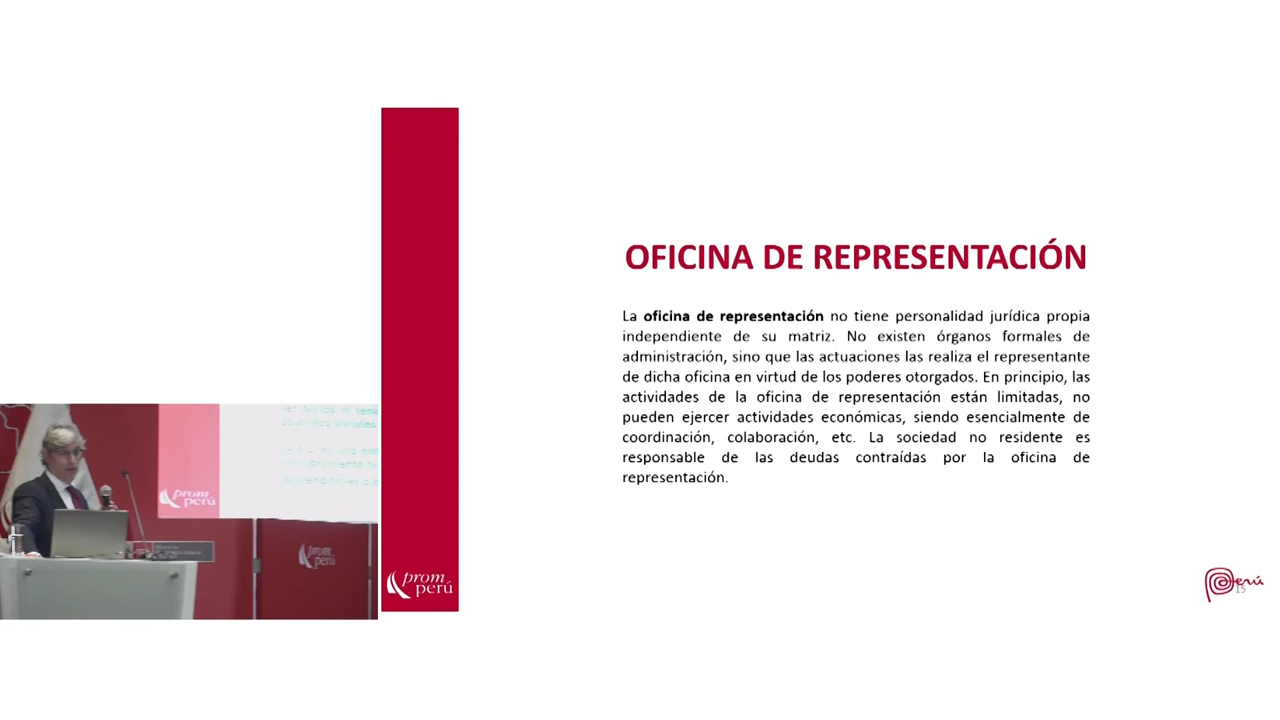 OFICINA DE REPRESENTACIÓN
La oficina de representación no tiene personalidad jurídica propia
independiente de su matriz. No existen órganos formales de
administración, sino que las actuaciones las realiza el representante
de dicha oficina en virtud de los poderes otorgados. En principio, las
actividades de la oficina de representación están limitadas, no
pueden ejercer actividades económicas, siendo esencialmente de
coordinación, colaboración, etc. La sociedad no residente es
responsable de las deudas contraídas por la oficina de
representación.
prom
perú
prom
perú
prom
perú
Perú
15